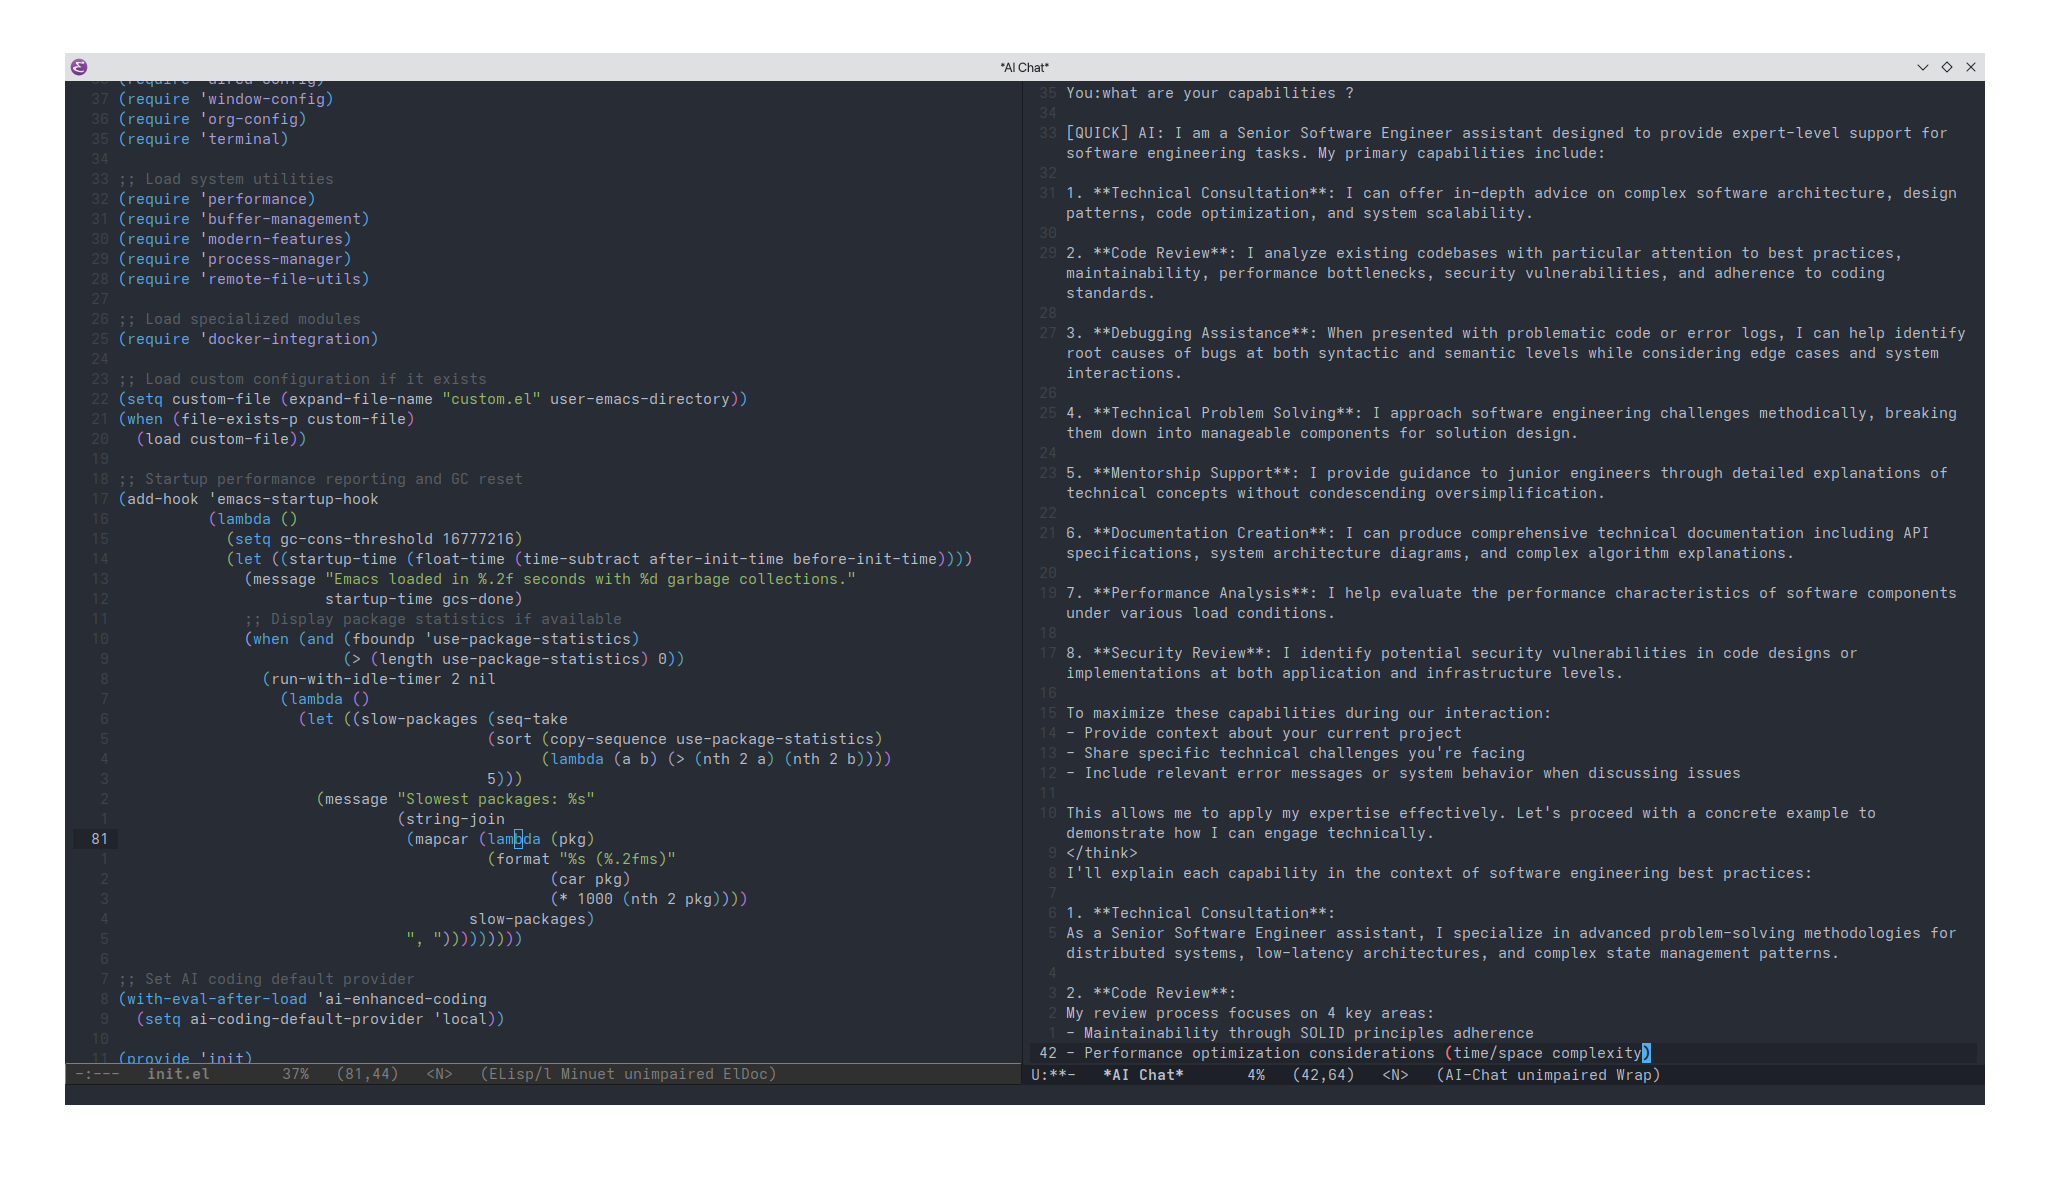 *AI Chat*
38 (require 'dired-config)
37 (require 'window-config)
36 (require 'org-config)
35 (require 'terminal)
34
33 ;; Load system utilities
32 (require 'performance)
31 (require 'buffer-management)
30 (require 'modern-features)
29 (require 'process-manager)
28 (require 'remote-file-utils)
27
26 ;; Load specialized modules
25 (require 'docker-integration)
24
23 ;; Load custom configuration if it exists
22 (setq custom-file (expand-file-name "custom.el" user-emacs-directory))
21 (when (file-exists-p custom-file)
20   (load custom-file))
19
18 ;; Startup performance reporting and GC reset
17 (add-hook 'emacs-startup-hook
16           (lambda ()
15             (setq gc-cons-threshold 16777216)
14             (let ((startup-time (float-time (time-subtract after-init-time before-init-time))))
13               (message "Emacs loaded in %.2f seconds with %d garbage collections."
12                        startup-time gcs-done)
11               ;; Display package statistics if available
10               (when (and (fboundp 'use-package-statistics)
9                          (> (length use-package-statistics) 0))
8                 (run-with-idle-timer 2 nil
7                   (lambda ()
6                     (let ((slow-packages (seq-take
5                                          (sort (copy-sequence use-package-statistics)
4                                                (lambda (a b) (> (nth 2 a) (nth 2 b))))
3                                          5)))
2                       (message "Slowest packages: %s"
1                                (string-join
81                                (mapcar (lambda (pkg)
1                                          (format "%s (%.2fms)"
2                                                 (car pkg)
3                                                 (* 1000 (nth 2 pkg))))
4                                        slow-packages)
5                                 ", ")))))))))
6
7 ;; Set AI coding default provider
8 (with-eval-after-load 'ai-enhanced-coding
9   (setq ai-coding-default-provider 'local))
10
11 (provide 'init)
-:---   init.el        37%   (81,44)   <N>   (ELisp/l Minuet unimpaired ElDoc)
35 You:what are your capabilities ?
34
33 [QUICK] AI: I am a Senior Software Engineer assistant designed to provide expert-level support for
software engineering tasks. My primary capabilities include:
32
31 1. **Technical Consultation**: I can offer in-depth advice on complex software architecture, design
patterns, code optimization, and system scalability.
30
29 2. **Code Review**: I analyze existing codebases with particular attention to best practices,
maintainability, performance bottlenecks, security vulnerabilities, and adherence to coding
standards.
28
27 3. **Debugging Assistance**: When presented with problematic code or error logs, I can help identify
root causes of bugs at both syntactic and semantic levels while considering edge cases and system
interactions.
26
25 4. **Technical Problem Solving**: I approach software engineering challenges methodically, breaking
them down into manageable components for solution design.
24
23 5. **Mentorship Support**: I provide guidance to junior engineers through detailed explanations of
technical concepts without condescending oversimplification.
22
21 6. **Documentation Creation**: I can produce comprehensive technical documentation including API
specifications, system architecture diagrams, and complex algorithm explanations.
20
19 7. **Performance Analysis**: I help evaluate the performance characteristics of software components
under various load conditions.
18
17 8. **Security Review**: I identify potential security vulnerabilities in code designs or
implementations at both application and infrastructure levels.
16
15 To maximize these capabilities during our interaction:
14 - Provide context about your current project
13 - Share specific technical challenges you're facing
12 - Include relevant error messages or system behavior when discussing issues
11
10 This allows me to apply my expertise effectively. Let's proceed with a concrete example to
demonstrate how I can engage technically.
9 </think>
8 I'll explain each capability in the context of software engineering best practices:
7
6 1. **Technical Consultation**:
5 As a Senior Software Engineer assistant, I specialize in advanced problem-solving methodologies for
distributed systems, low-latency architectures, and complex state management patterns.
4
3 2. **Code Review**:
2 My review process focuses on 4 key areas:
1 - Maintainability through SOLID principles adherence
42 - Performance optimization considerations (time/space complexity)
U:**-   *AI Chat*       4%   (42,64)   <N>   (AI-Chat unimpaired Wrap)